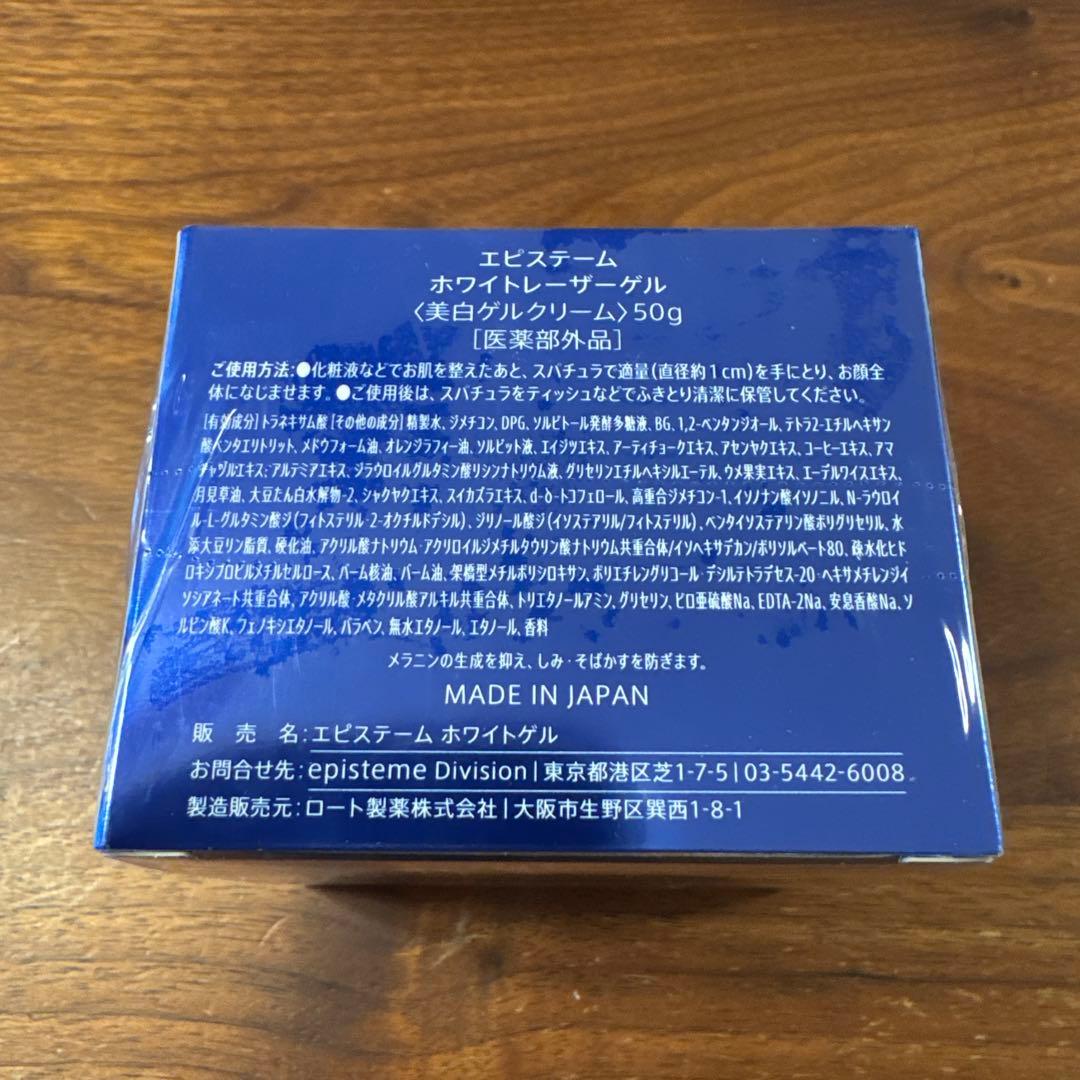 エピステーム
ホワイトレーザーゲル
〈美白ゲルクリーム〉50g
[医薬部外品]
ご使用方法:●化粧液などでお肌を整えたあと、スパチュラで適量(直径約1cm)を手にとり、お顔全
体になじませます。●ご使用後は、スパチュラをティッシュなどでふきとり清潔に保管してください。
[有効成分]トラネキサム酸[その他の成分]精製水、ジメチコン、DPG、ソルビトール発酵多糖液、BG、1,2-ペンタンジオール、テトラ2-エチルヘキサン
酸ペンタエリトリット、メドウフォーム油、オレンジラフィー油、ソルビット液、エイジツエキス、アーティチョークエキス、アセンヤクエキス、コーヒーエキス、アマ
チャヅルエキス、アルテミアエキス、ジラウロイルグルタミン酸リシンナトリウム液、グリセリンエチルヘキシルエーテル、ウメ果実エキス、エーデルワイスエキス、
月見草油、大豆たん白水解物-2、シャクヤクエキス、スイカズラエキス、d-δ-トコフェロール、高重合ジメチコン-1、イソノナン酸イソノニル、N-ラウロイ
ル-L-グルタミン酸ジ(フィトステリル・2-オクチルドデシル)、ジリノール酸ジ(イソステアリル/フィトステリル)、ペンタイソステアリン酸ポリグリセリル、水
添大豆リン脂質、硬化油、アクリル酸ナトリウム・アクリロイルジメチルタウリン酸ナトリウム共重合体/イソヘキサデカン/ポリソルベート80、疎水化ヒド
ロキシプロピルメチルセルロース、パーム核油、パーム油、架橋型メチルポリシロキサン、ポリエチレングリコール・デシルテトラデセス-20・ヘキサメチレンジイ
ソシアネート共重合体、アクリル酸・メタクリル酸アルキル共重合体、トリエタノールアミン、グリセリン、ピロ亜硫酸Na、EDTA-2Na、安息香酸Na、ソ
ルビン酸K、フェノキシエタノール、パラベン、無水エタノール、エタノール、香料
メラニンの生成を抑え、しみ・そばかすを防ぎます。
MADE IN JAPAN
販 売 名:エピステーム ホワイトゲル
お問合せ先:episteme Division|東京都港区芝1-7-5|03-5442-6008
製造販売元:ロート製薬株式会社|大阪市生野区巽西1-8-1